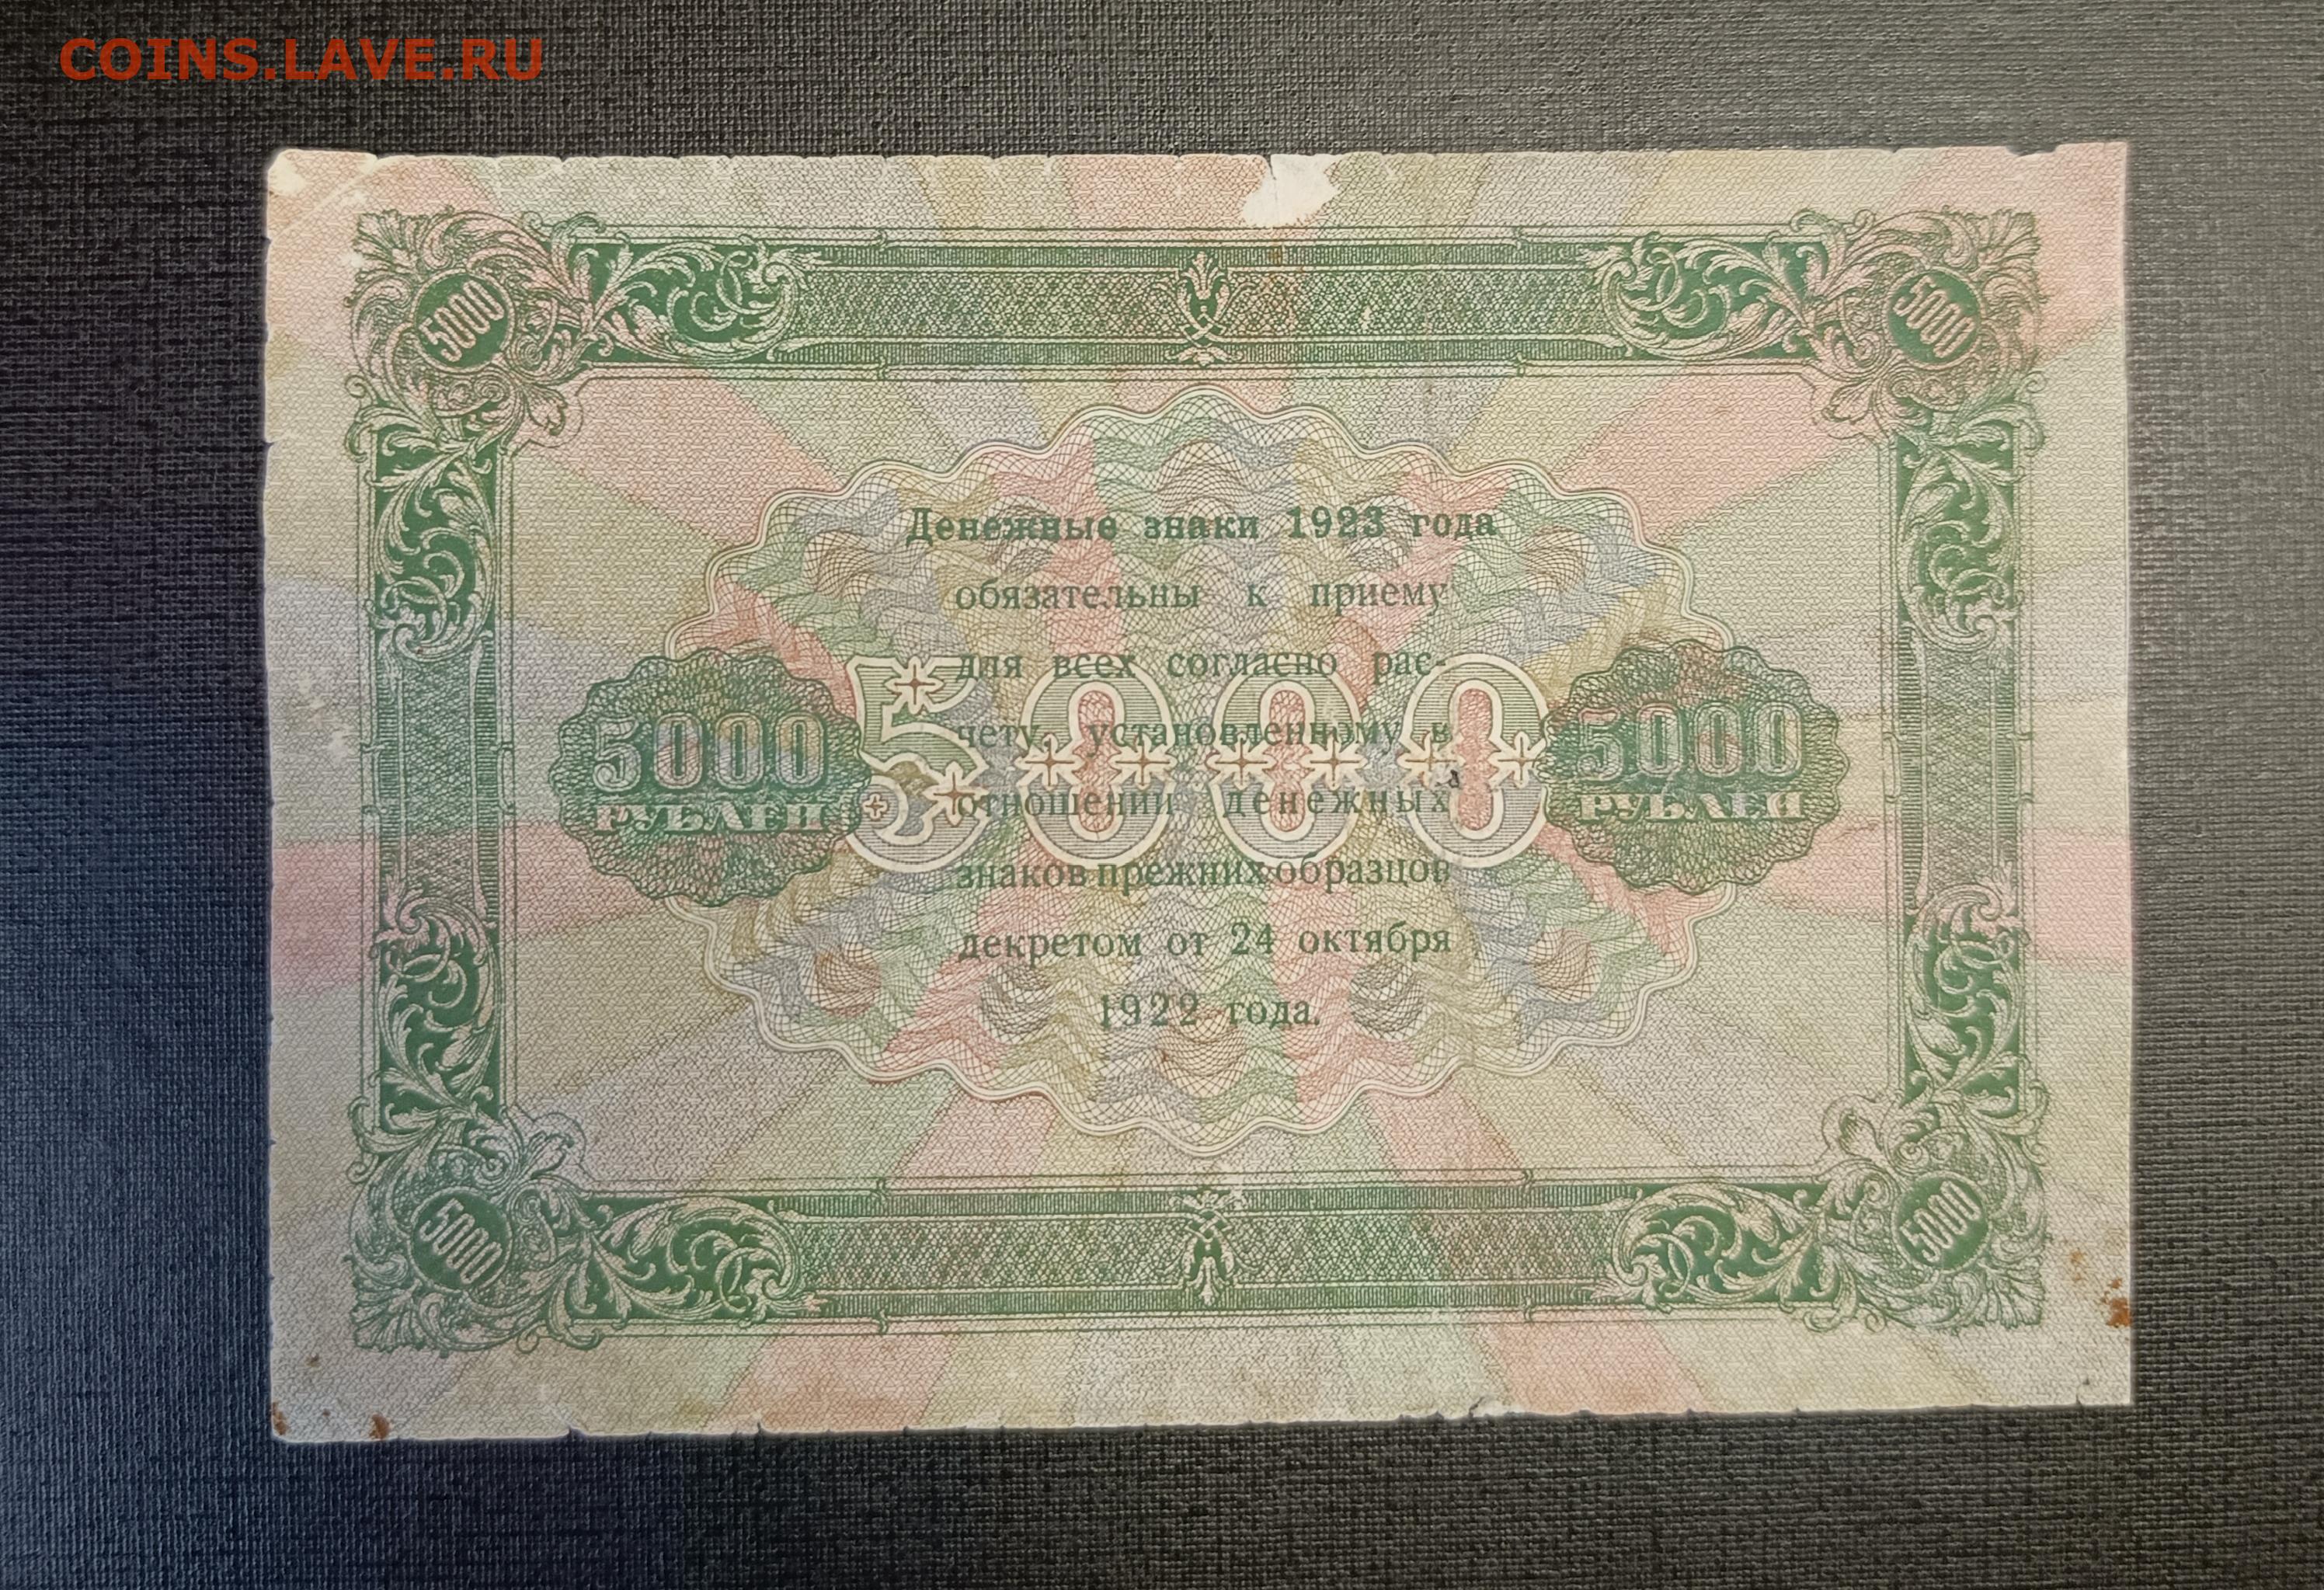 COINS.LAVE.RU
5000
5000
Денежные знаки 1923 года
обязательны к приему
для всех согласно рас-
чету, установленному в
отношении денежных
знаков прежних образцов
декретом от 24 октября
1922 года.
5000
РУБЛЕЙ
5000
5000
РУБЛЕЙ
5000
5000